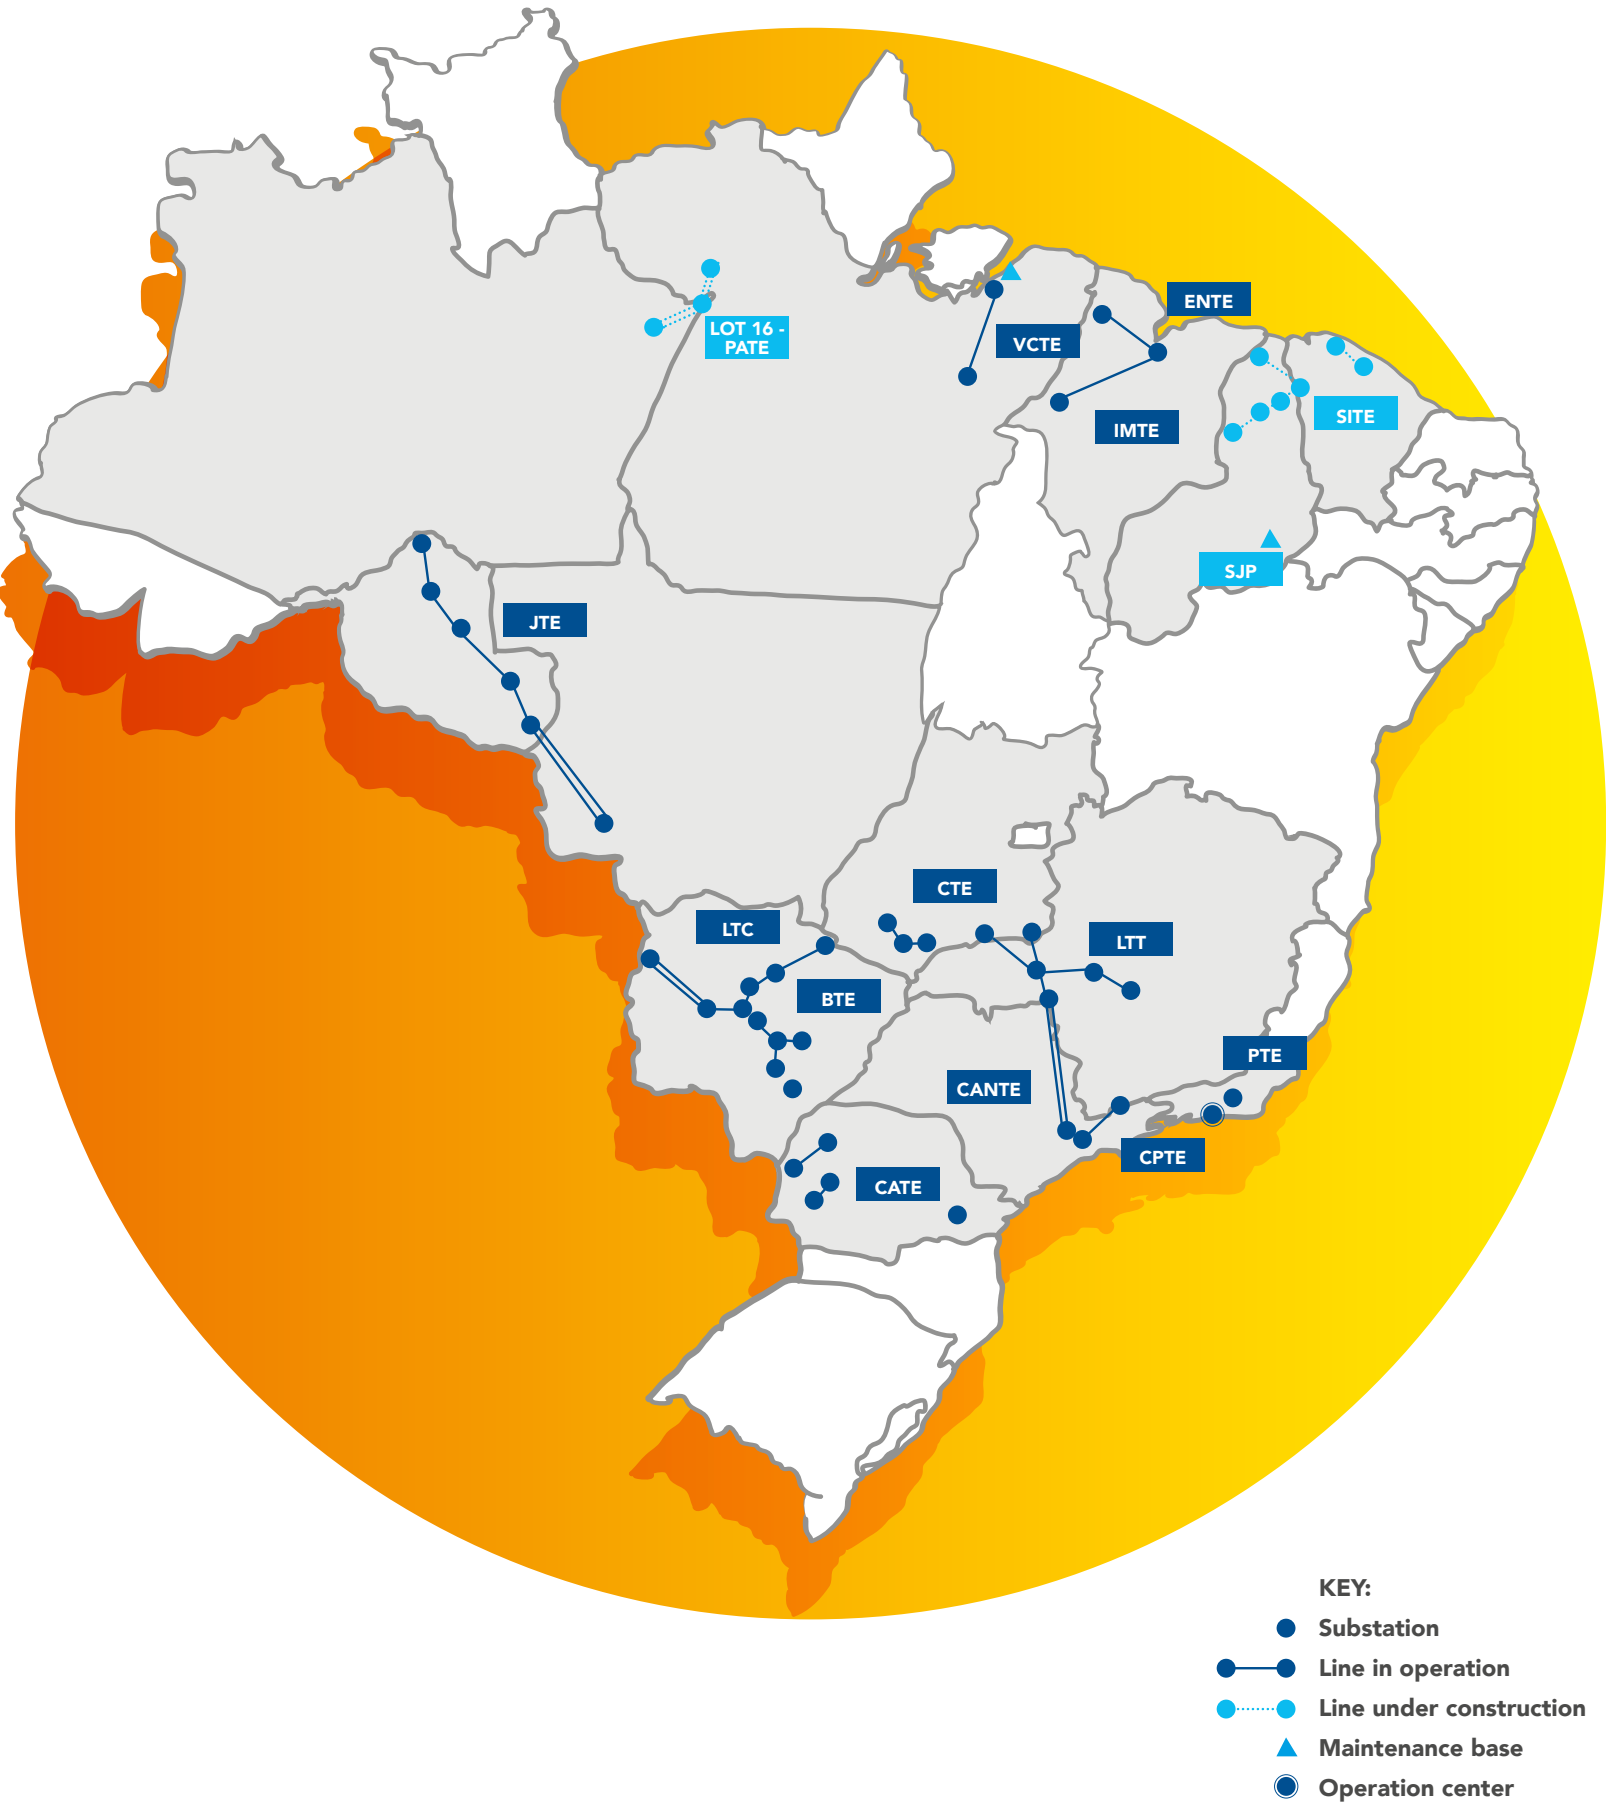 ENTE
LOT 16 -
PATE
VCTE
SITE
IMTE
SJP
JTE
CTE
LTC
LTT
BTE
PTE
CANTE
CPTE
CATE
KEY:
Substation
Line in operation
Line under construction
Maintenance base
Operation center